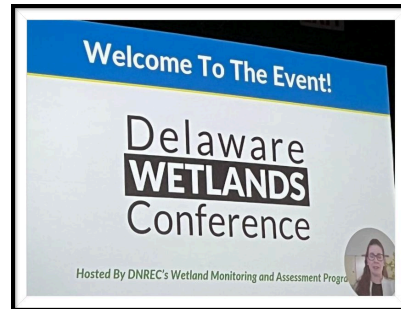 Welcome To The Event!
Delaware
WETLANDS
Conference
Hosted By DNREC's Wetland Monitoring and Assessment